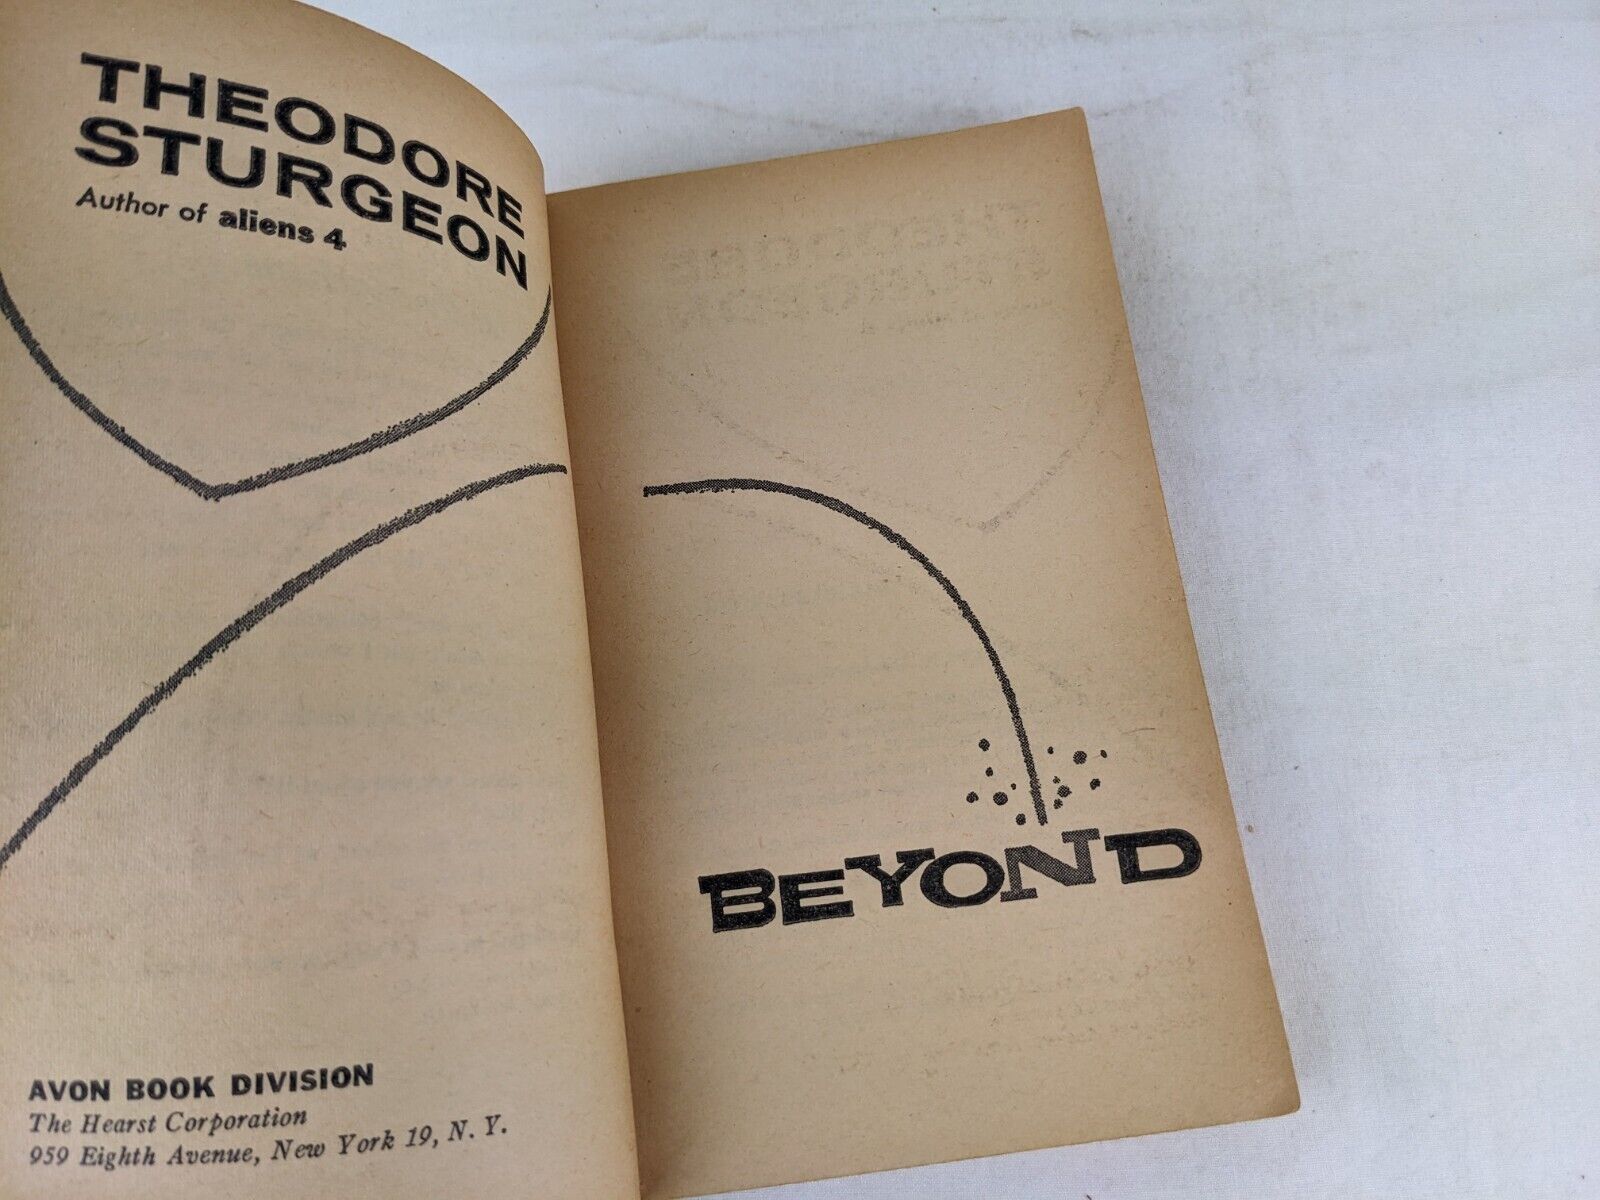 THEODORE
STURGEON
Author of aliens 4
AVON BOOK DIVISION
The Hearst Corporation
959 Eighth Avenue, New York 19, N. Y.
BEYOND